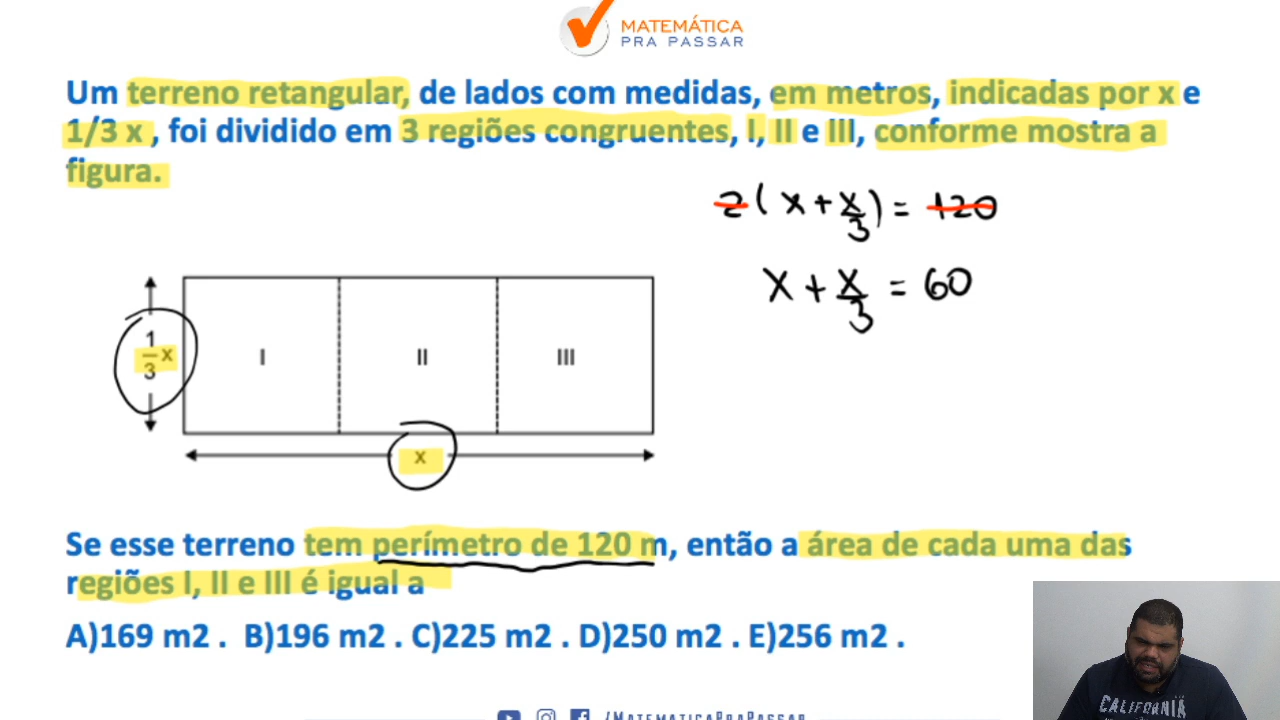 MATEMÁTICA
PRA PASSAR
Um terreno retangular, de lados com medidas, em metros, indicadas por x e
1/3 x , foi dividido em 3 regiões congruentes, I, II e III, conforme mostra a
figura.
2(x + x/3) = 120
x + x/3 = 60
1/3 x
I
II
III
x
Se esse terreno tem perímetro de 120 m, então a área de cada uma das
regiões I, II e III é igual a
A)169 m2 . B)196 m2 . C)225 m2 . D)250 m2 . E)256 m2 .
CALIFORNIA
/MATEMATICAPRAPASSAR